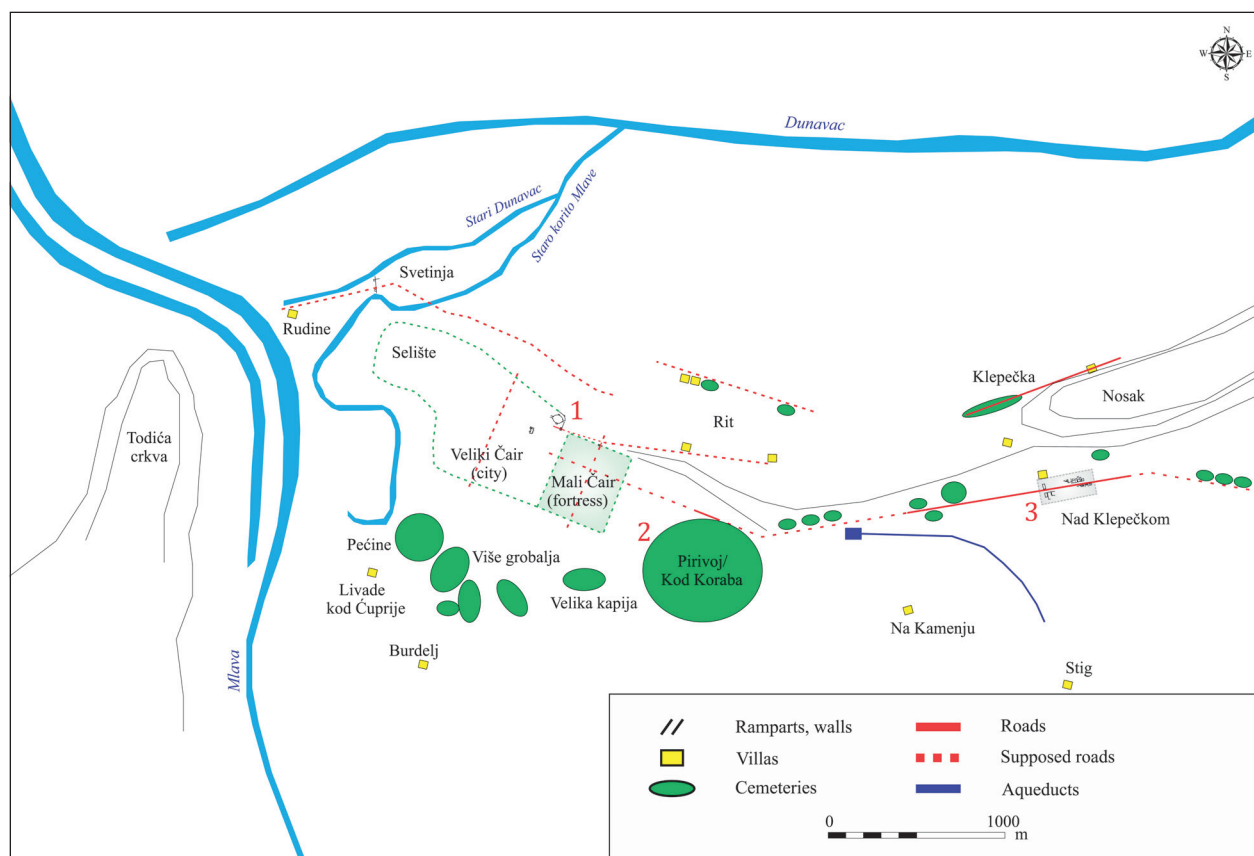 N
W E
S
Dunavac
Stari Dunavac
Staro korito Mlave
Svetinja
Rudine
Selište
Klepečka
Nosak
1
Rit
Todića
crkva
Veliki Čair
(city)
Mali Čair
(fortress)
3
Nad Klepečkom
2
Pećine
Više grobalja
Pirivoj/
Kod Koraba
Livade
kod Ćuprije
Velika kapija
Na Kamenju
Burdelj
Mlava
Stig
Ramparts, walls
Villas
Cemeteries
Roads
Supposed roads
Aqueducts
0 1000
m